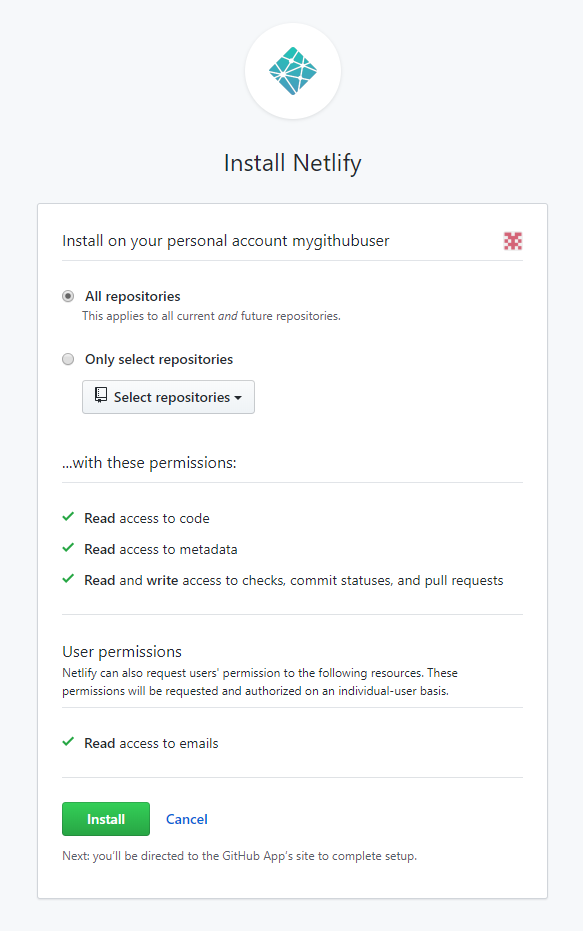 Install Netlify
Install on your personal account mygithubuser
All repositories
This applies to all current and future repositories.
Only select repositories
Select repositories
...with these permissions:
Read access to code
Read access to metadata
Read and write access to checks, commit statuses, and pull requests
User permissions
Netlify can also request users' permission to the following resources. These
permissions will be requested and authorized on an individual-user basis.
Read access to emails
Install Cancel
Next: you'll be directed to the GitHub App's site to complete setup.